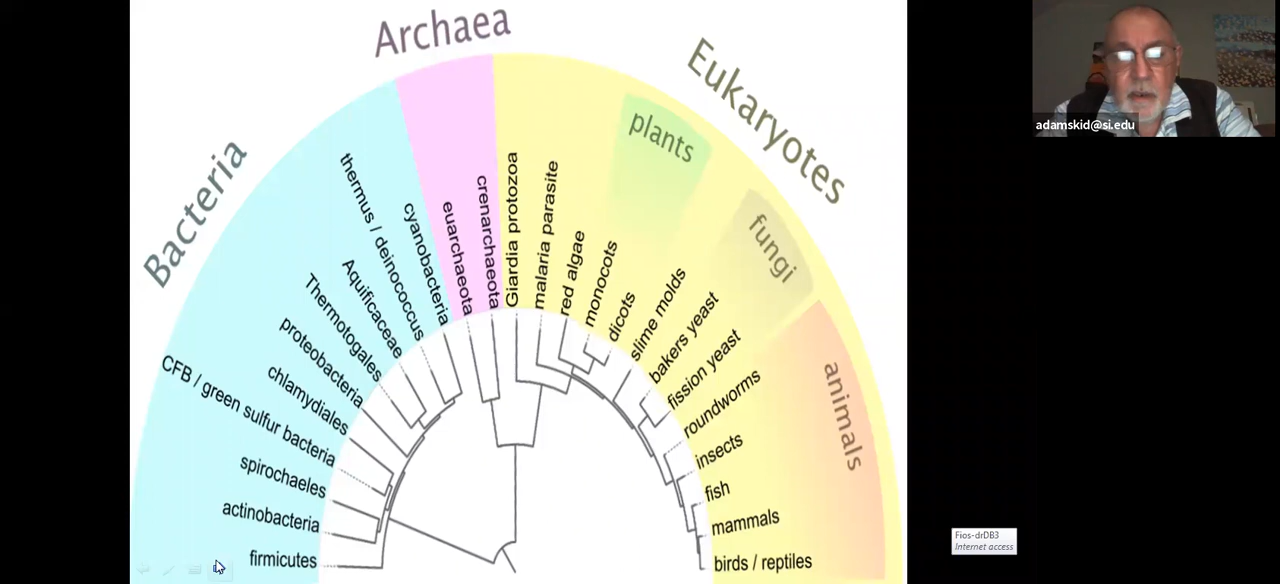 Archaea
Eukaryotes
Bacteria
plants
fungi
animals
thermus / deinococcus
cyanobacteria
euarchaeota
crenarchaeota
Giardia protozoa
malaria parasite
red algae
monocots
dicots
slime molds
bakers yeast
fission yeast
roundworms
insects
fish
mammals
birds / reptiles
Aquificaceae
Thermotogales
proteobacteria
chlamydiales
CFB / green sulfur bacteria
spirochaeles
actinobacteria
firmicutes
adamskid@si.edu
Fios-drDB3
Internet access